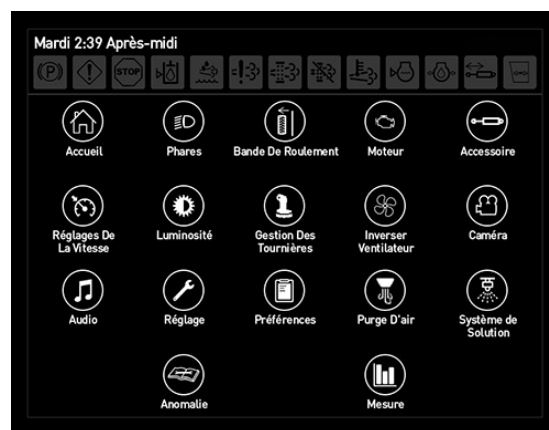 Mardi 2:39 Après-midi
(P) STOP
Accueil Phares Bande De Roulement Moteur Accessoire
Réglages De La Vitesse Luminosité Gestion Des Tournières Inverser Ventilateur Caméra
Audio Réglage Préférences Purge D'air Système de Solution
Anomalie Mesure